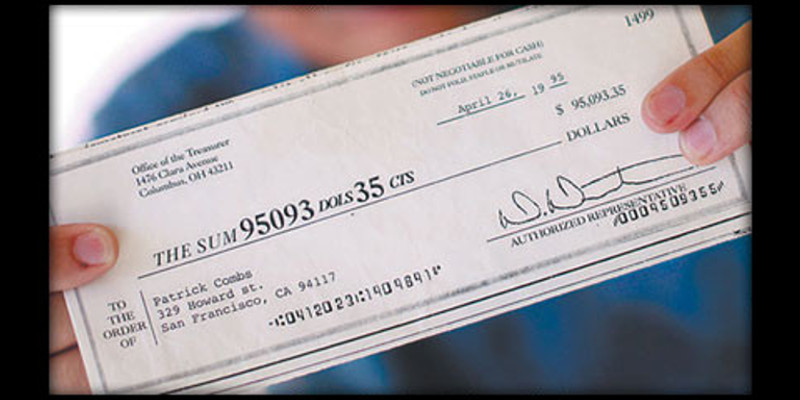 1499
(NOT NEGOTIABLE FOR CASH)
DO NOT FOLD, STAPLE OR MUTILATE
April 26, 19 95
$ 95,093.35
Office of the Treasurer
1476 Clara Avenue
Columbus, OH 43211
THE SUM 95093 DOLS 35 CTS
DOLLARS
AUTHORIZED REPRESENTATIVE
TO
THE
ORDER
OF
Patrick Combs
329 Howard st.
San Francisco, CA 94117